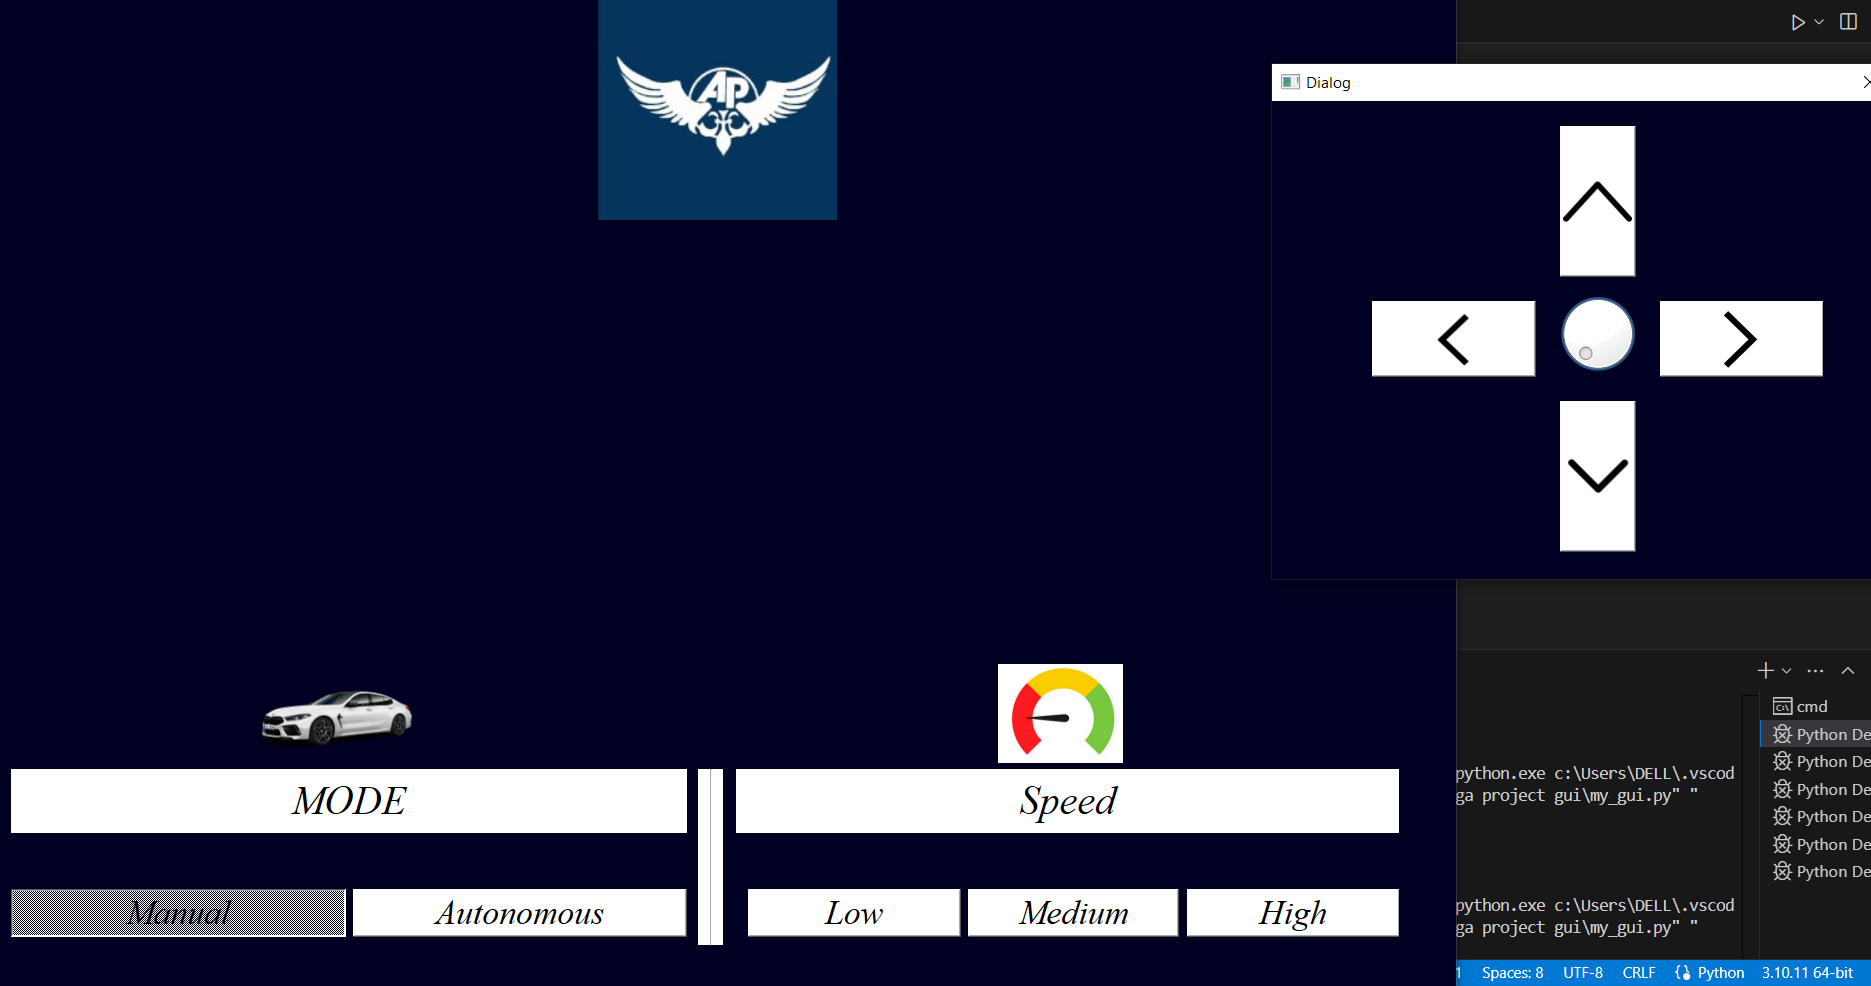 AP
Dialog
MODE
Speed
Manual
Autonomous
Low
Medium
High
cmd
Python De
Python De
Python De
Python De
Python De
Python De
python.exe c:\Users\DELL\.vscod
ga project gui\my_gui.py" "
python.exe c:\Users\DELL\.vscod
ga project gui\my_gui.py" "
1 Spaces: 8 UTF-8 CRLF Python 3.10.11 64-bit